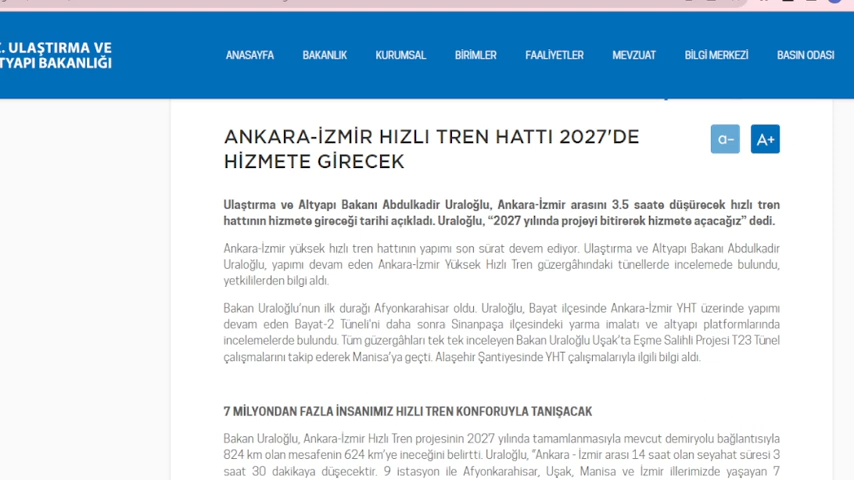 ULAŞTIRMA VE
ALTYAPI BAKANLIĞI
ANASAYFA BAKANLIK KURUMSAL BİRİMLER FAALİYETLER MEVZUAT BİLGİ MERKEZİ BASIN ODASI
ANKARA-İZMİR HIZLI TREN HATTI 2027'DE
HİZMETE GİRECEK
a- A+
Ulaştırma ve Altyapı Bakanı Abdulkadir Uraloğlu, Ankara-İzmir arasını 3.5 saate düşürecek hızlı tren
hattının hizmete gireceği tarihi açıkladı. Uraloğlu, “2027 yılında projeyi bitirerek hizmete açacağız” dedi.
Ankara-İzmir yüksek hızlı tren hattının yapımı son sürat devem ediyor. Ulaştırma ve Altyapı Bakanı Abdulkadir
Uraloğlu, yapımı devam eden Ankara-İzmir Yüksek Hızlı Tren güzergâhındaki tünellerde incelemede bulundu,
yetkililerden bilgi aldı.
Bakan Uraloğlu’nun ilk durağı Afyonkarahisar oldu. Uraloğlu, Bayat ilçesinde Ankara-İzmir YHT üzerinde yapımı
devam eden Bayat-2 Tüneli’ni daha sonra Sinanpaşa ilçesindeki yarma imalatı ve altyapı platformlarında
incelemelerde bulundu. Tüm güzergâhları tek tek inceleyen Bakan Uraloğlu Uşak’ta Eşme Salihli Projesi T23 Tünel
çalışmalarını takip ederek Manisa’ya geçti. Alaşehir Şantiyesinde YHT çalışmalarıyla ilgili bilgi aldı.
7 MİLYONDAN FAZLA İNSANIMIZ HIZLI TREN KONFORUYLA TANIŞACAK
Bakan Uraloğlu, Ankara-İzmir Hızlı Tren projesinin 2027 yılında tamamlanmasıyla mevcut demiryolu bağlantısıyla
824 km olan mesafenin 624 km’ye ineceğini belirtti. Uraloğlu, “Ankara - İzmir arası 14 saat olan seyahat süresi 3
saat 30 dakikaya düşecektir. 9 istasyon ile Afyonkarahisar, Uşak, Manisa ve İzmir illerimizde yaşayan 7